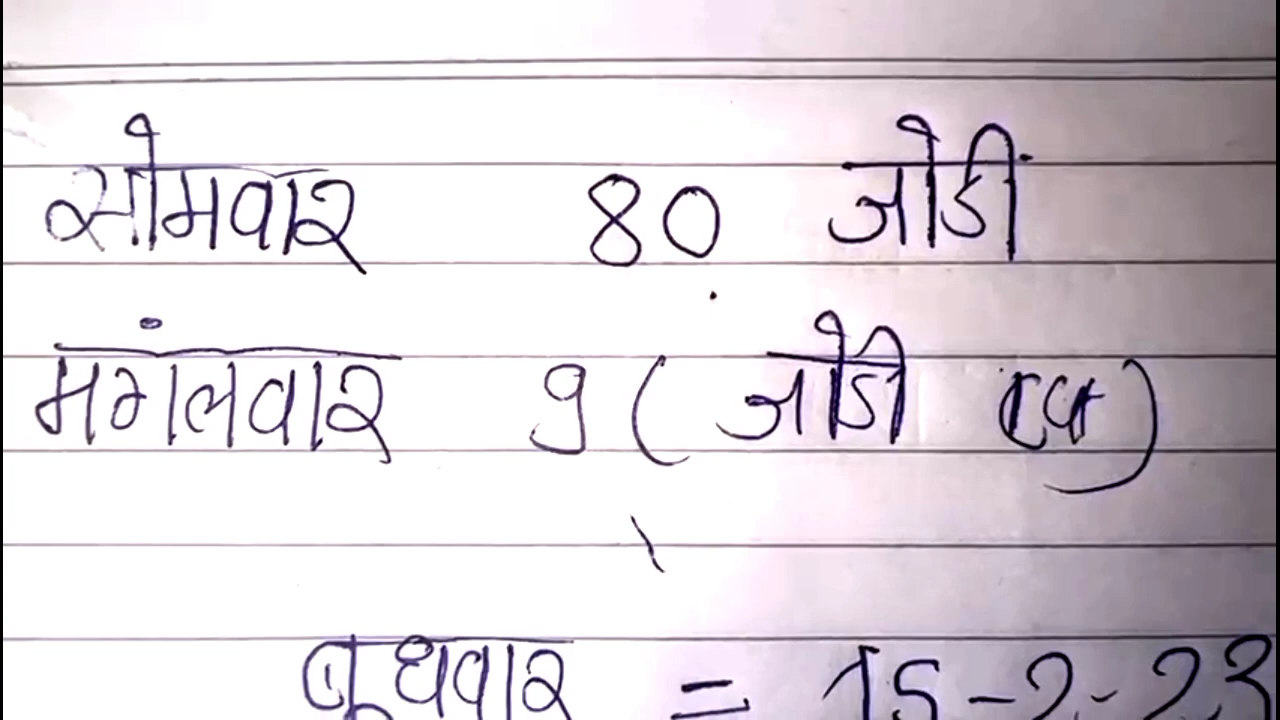 सोमवार 80 जोडी
मंगलवार 9 ( जोडी )
बुधवार = 15-2-23